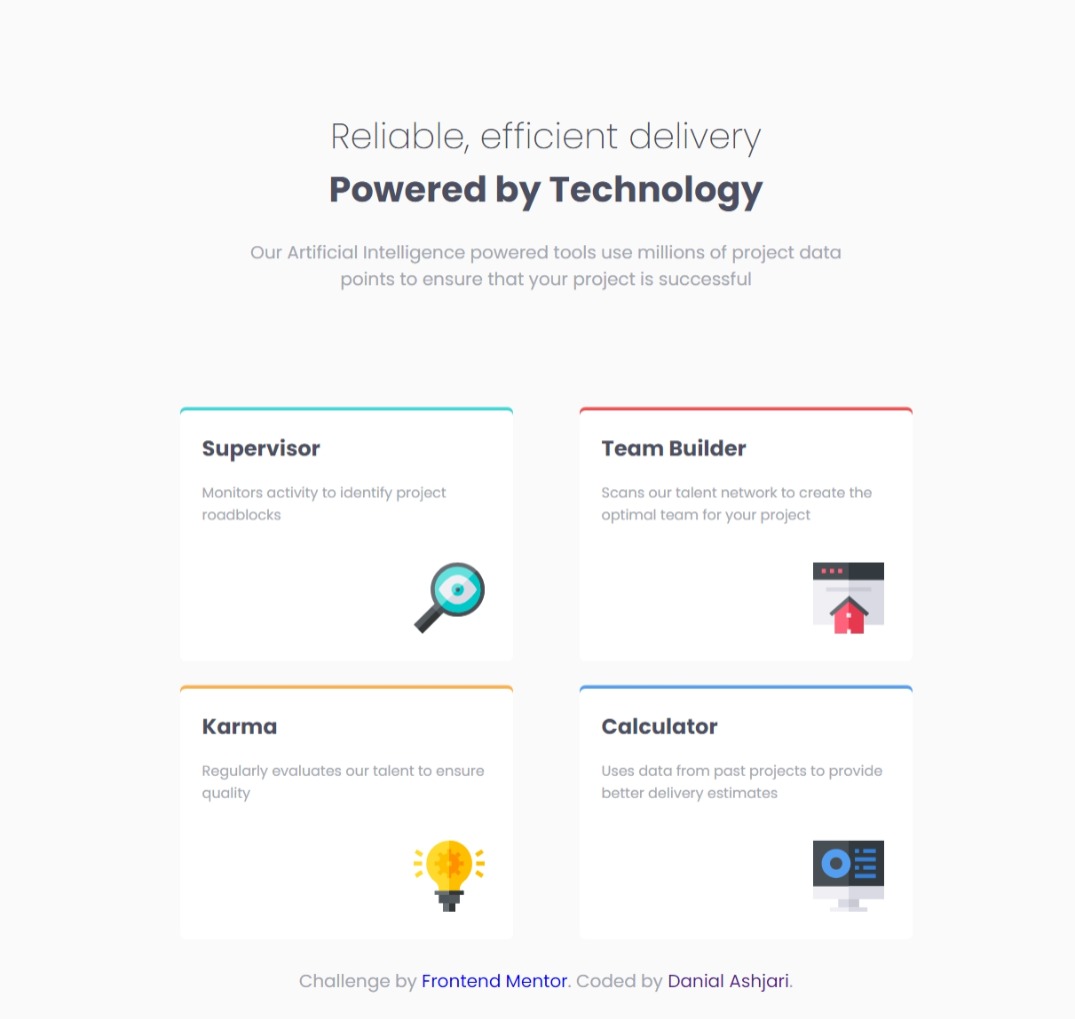 Reliable, efficient delivery
Powered by Technology
Our Artificial Intelligence powered tools use millions of project data
points to ensure that your project is successful
Supervisor
Monitors activity to identify project
roadblocks
Team Builder
Scans our talent network to create the
optimal team for your project
Karma
Regularly evaluates our talent to ensure
quality
Calculator
Uses data from past projects to provide
better delivery estimates
Challenge by Frontend Mentor. Coded by Danial Ashjari.